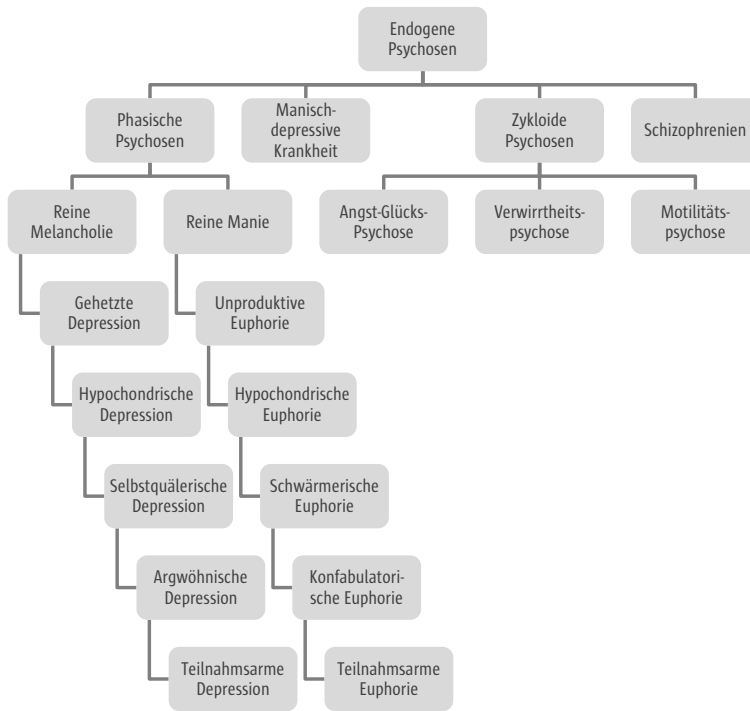 Endogene
Psychosen
Phasische
Psychosen
Manisch-
depressive
Krankheit
Zykloide
Psychosen
Schizophrenien
Reine
Melancholie
Reine Manie
Angst-Glücks-
Psychose
Verwirrtheits-
psychose
Motilitäts-
psychose
Gehetzte
Depression
Unproduktive
Euphorie
Hypochondrische
Depression
Hypochondrische
Euphorie
Selbstquälerische
Depression
Schwärmerische
Euphorie
Argwöhnische
Depression
Konfabulatori-
sche Euphorie
Teilnahmsarme
Depression
Teilnahmsarme
Euphorie